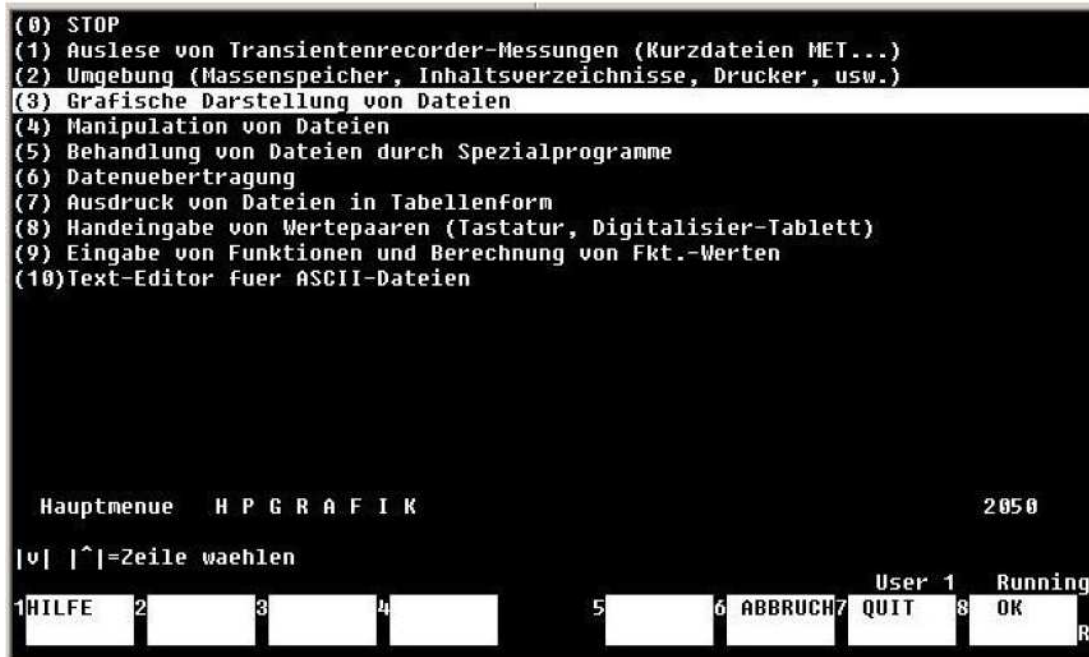 (0) STOP
(1) Auslese von Transientenrecorder-Messungen (Kurzdateien MET...)
(2) Umgebung (Massenspeicher, Inhaltsverzeichnisse, Drucker, usw.)
(3) Grafische Darstellung von Dateien
(4) Manipulation von Dateien
(5) Behandlung von Dateien durch Spezialprogramme
(6) Datenuebertragung
(7) Ausdruck von Dateien in Tabellenform
(8) Handeingabe von Wertepaaren (Tastatur, Digitalisier-Tablett)
(9) Eingabe von Funktionen und Berechnung von Fkt.-Werten
(10)Text-Editor fuer ASCII-Dateien
Hauptmenue H P G R A F I K 2050
|v| |^|=Zeile waehlen
User 1 Running
1HILFE 2 3 4 5 6 ABBRUCH7 QUIT 8 OK
R